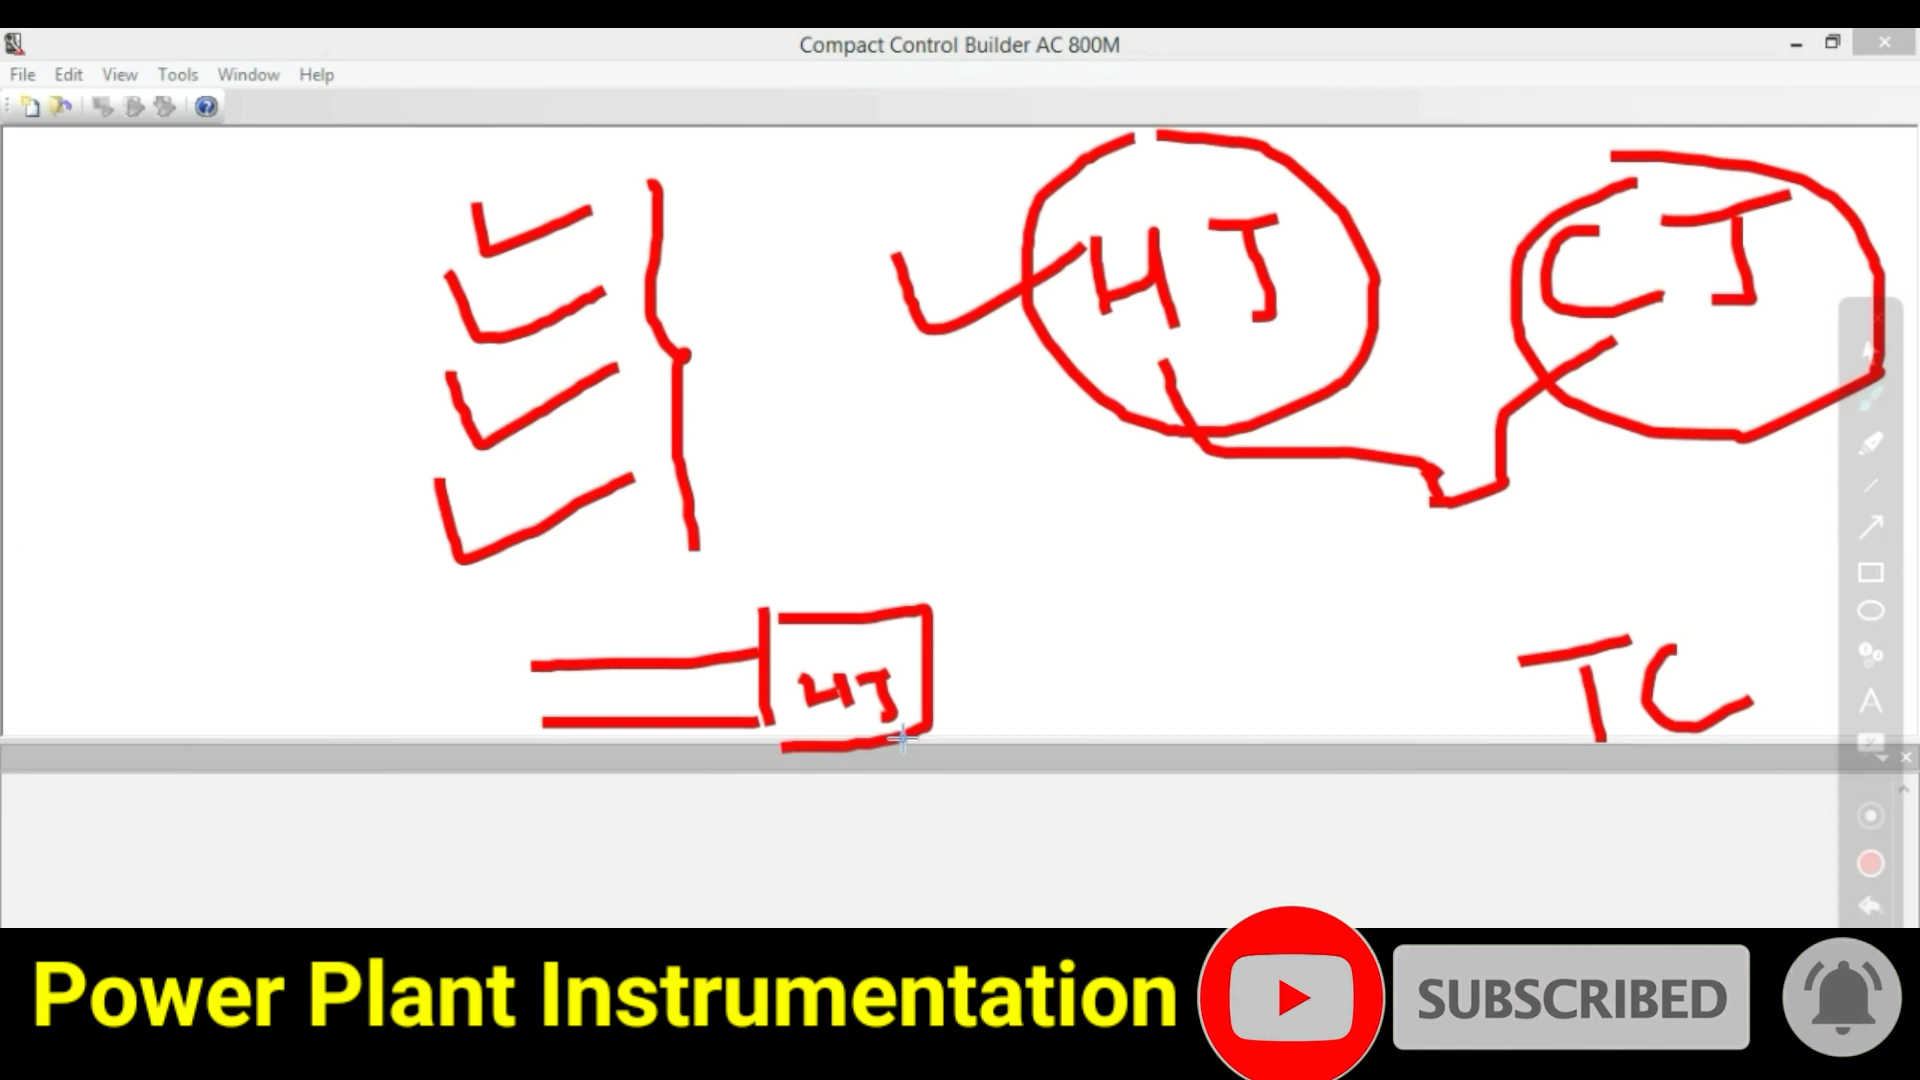 Compact Control Builder AC 800M
File Edit View Tools Window Help
HJ
CJ
HJ
TC
Power Plant Instrumentation
SUBSCRIBED